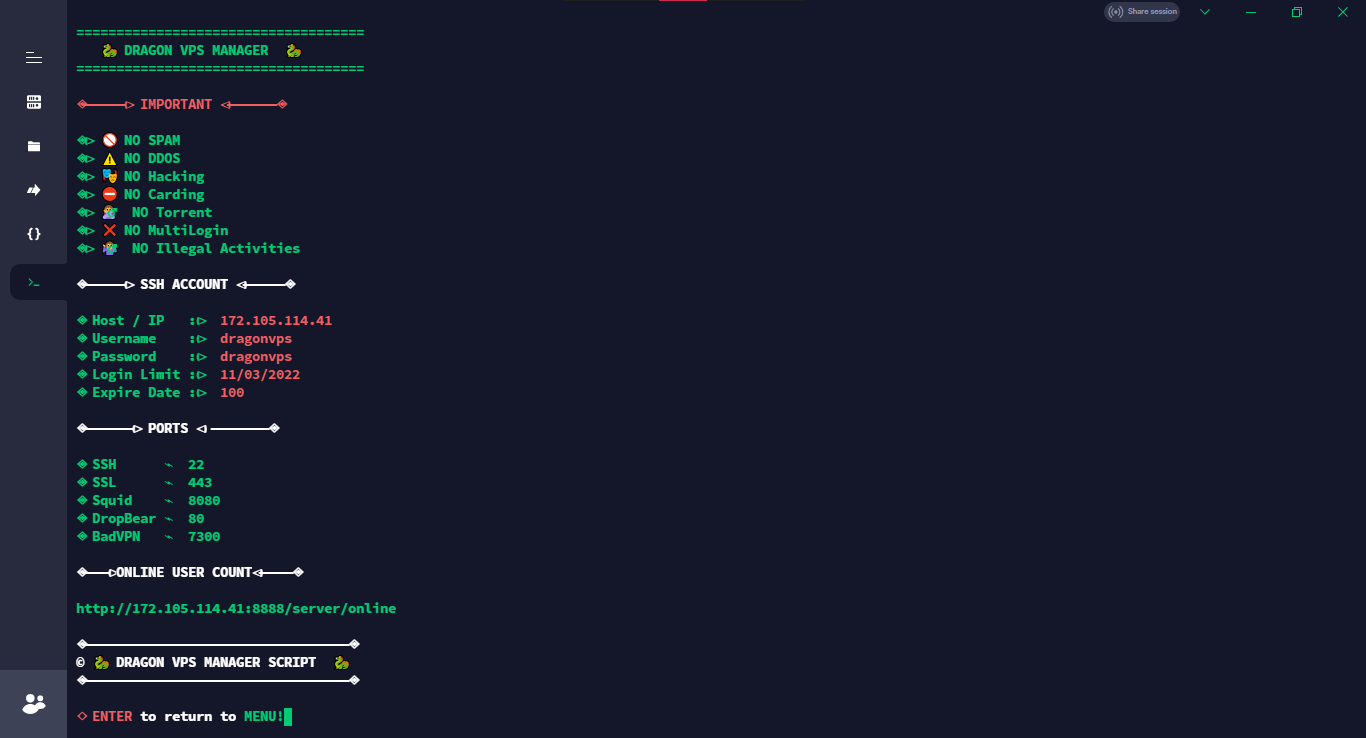 Share session
====================================
🐉 DRAGON VPS MANAGER 🐉
====================================
◈─────⪧ IMPORTANT ⪦─────◈
◈⪧ 🚫 NO SPAM
◈⪧ ⚠️ NO DDOS
◈⪧ 🎭 NO Hacking
◈⪧ ⛔ NO Carding
◈⪧ 🙅 NO Torrent
◈⪧ ❌ NO MultiLogin
◈⪧ 🤷 NO Illegal Activities
◈─────⪧ SSH ACCOUNT ⪦─────◈
◈ Host / IP :⪧ 172.105.114.41
◈ Username :⪧ dragonvps
◈ Password :⪧ dragonvps
◈ Login Limit :⪧ 11/03/2022
◈ Expire Date :⪧ 100
◈──────⪧ PORTS ⪦───────◈
◈ SSH ⌁ 22
◈ SSL ⌁ 443
◈ Squid ⌁ 8080
◈ DropBear ⌁ 80
◈ BadVPN ⌁ 7300
◈───⪧ONLINE USER COUNT⪦────◈
http://172.105.114.41:8888/server/online
◈─────────────────────────────────◈
© 🐉 DRAGON VPS MANAGER SCRIPT 🐉
◈─────────────────────────────────◈
◇ ENTER to return to MENU!